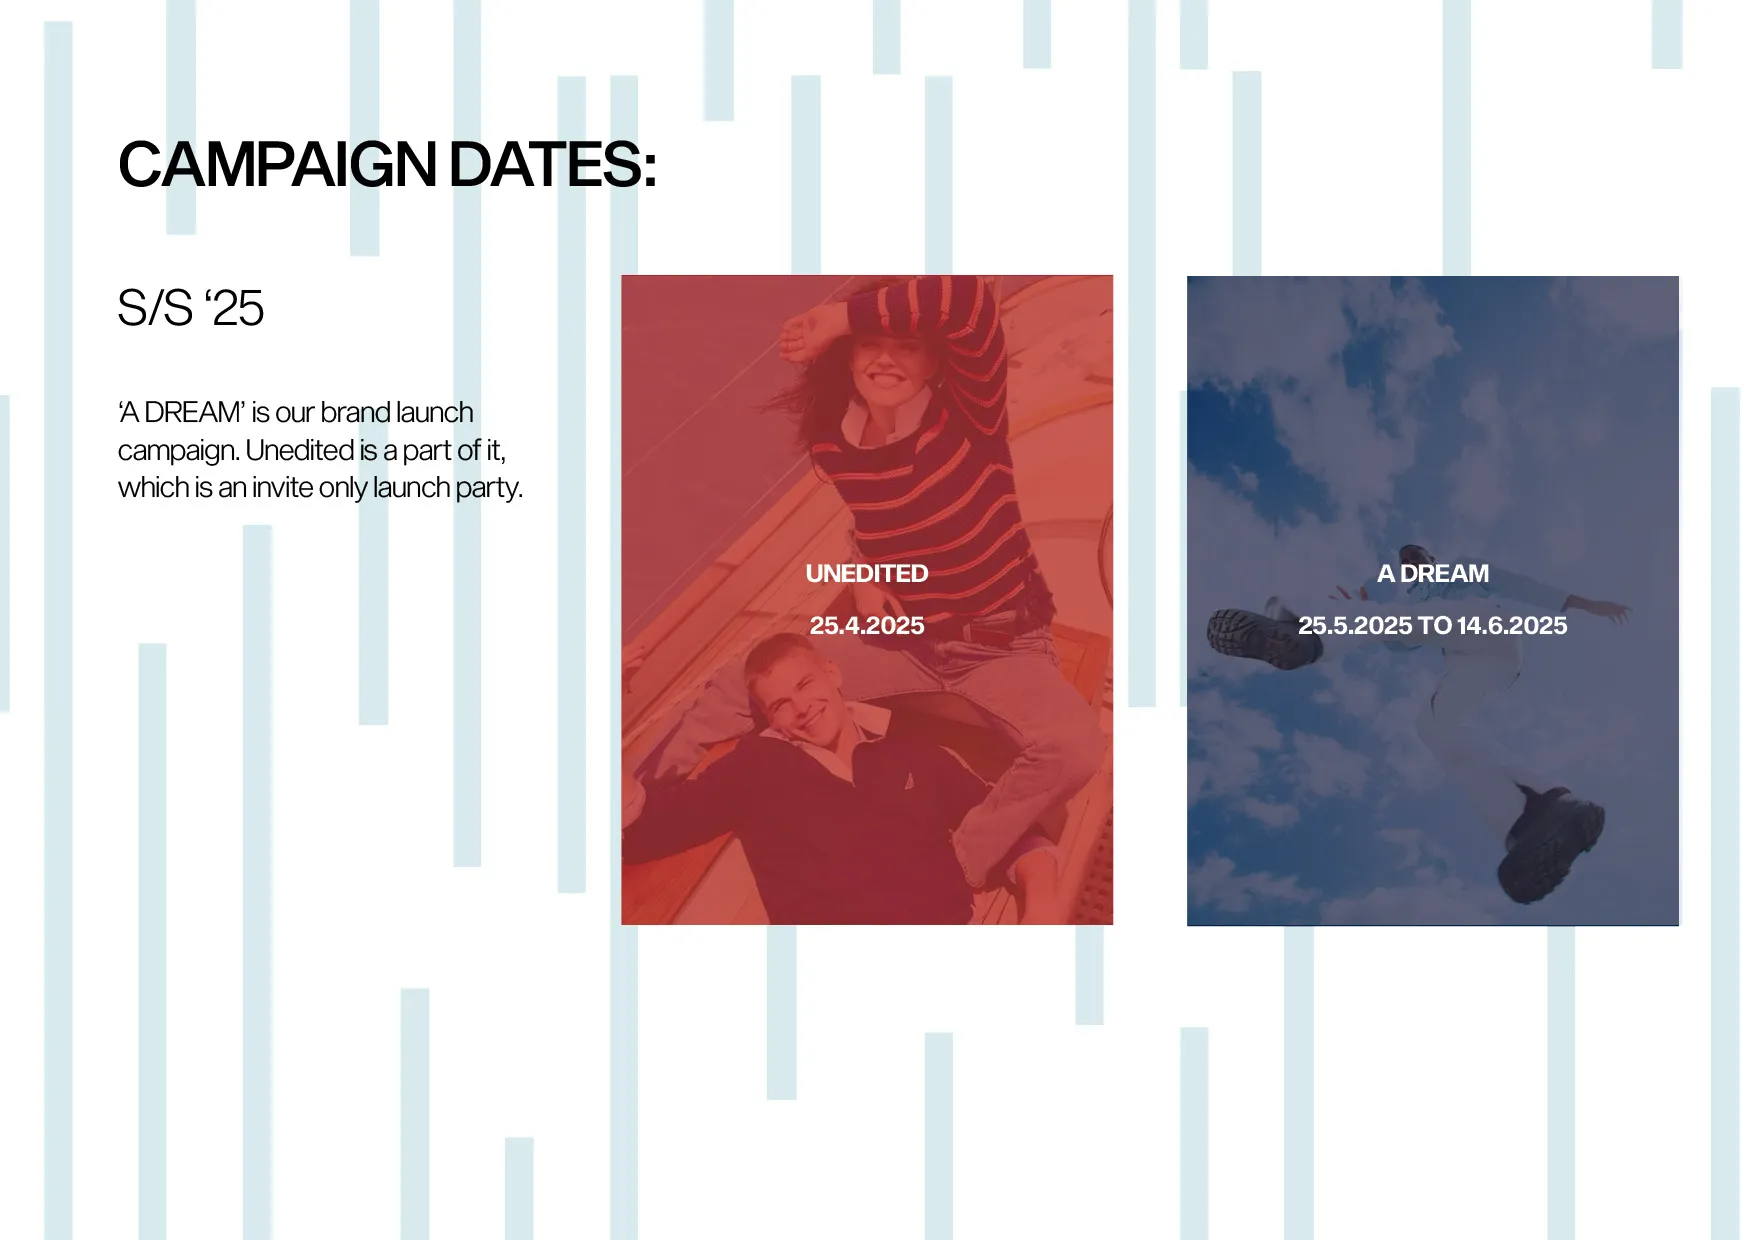 CAMPAIGN DATES:
S/S ‘25
‘A DREAM’ is our brand launch
campaign. Unedited is a part of it,
which is an invite only launch party.
UNEDITED
25.4.2025
A DREAM
25.5.2025 TO 14.6.2025